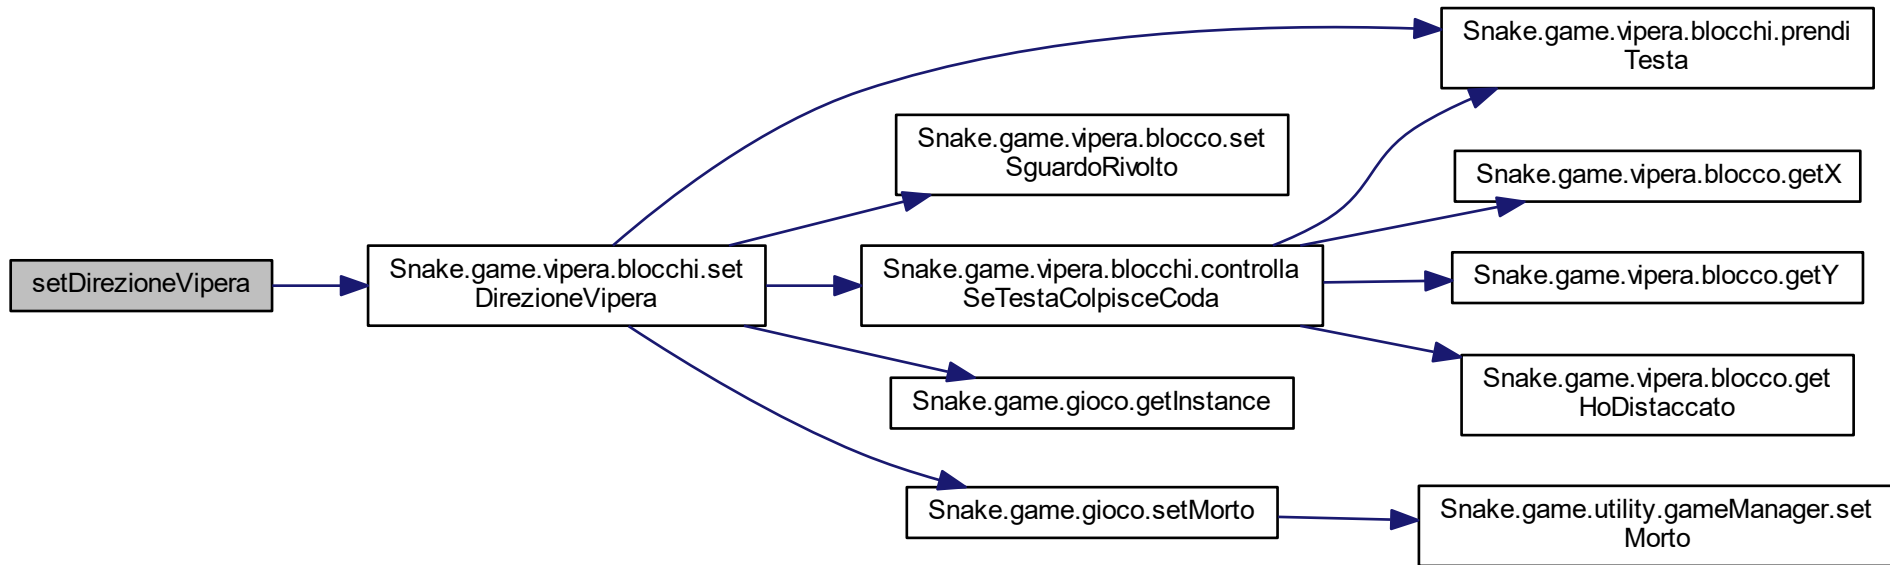 setDirezioneVipera
Snake.game.vipera.blocchi.set
DirezioneVipera
Snake.game.vipera.blocchi.prendi
Testa
Snake.game.vipera.blocco.set
SguardoRivolto
Snake.game.vipera.blocchi.controlla
SeTestaColpisceCoda
Snake.game.vipera.blocco.getX
Snake.game.vipera.blocco.getY
Snake.game.vipera.blocco.get
HoDistaccato
Snake.game.gioco.getInstance
Snake.game.gioco.setMorto
Snake.game.utility.gameManager.set
Morto